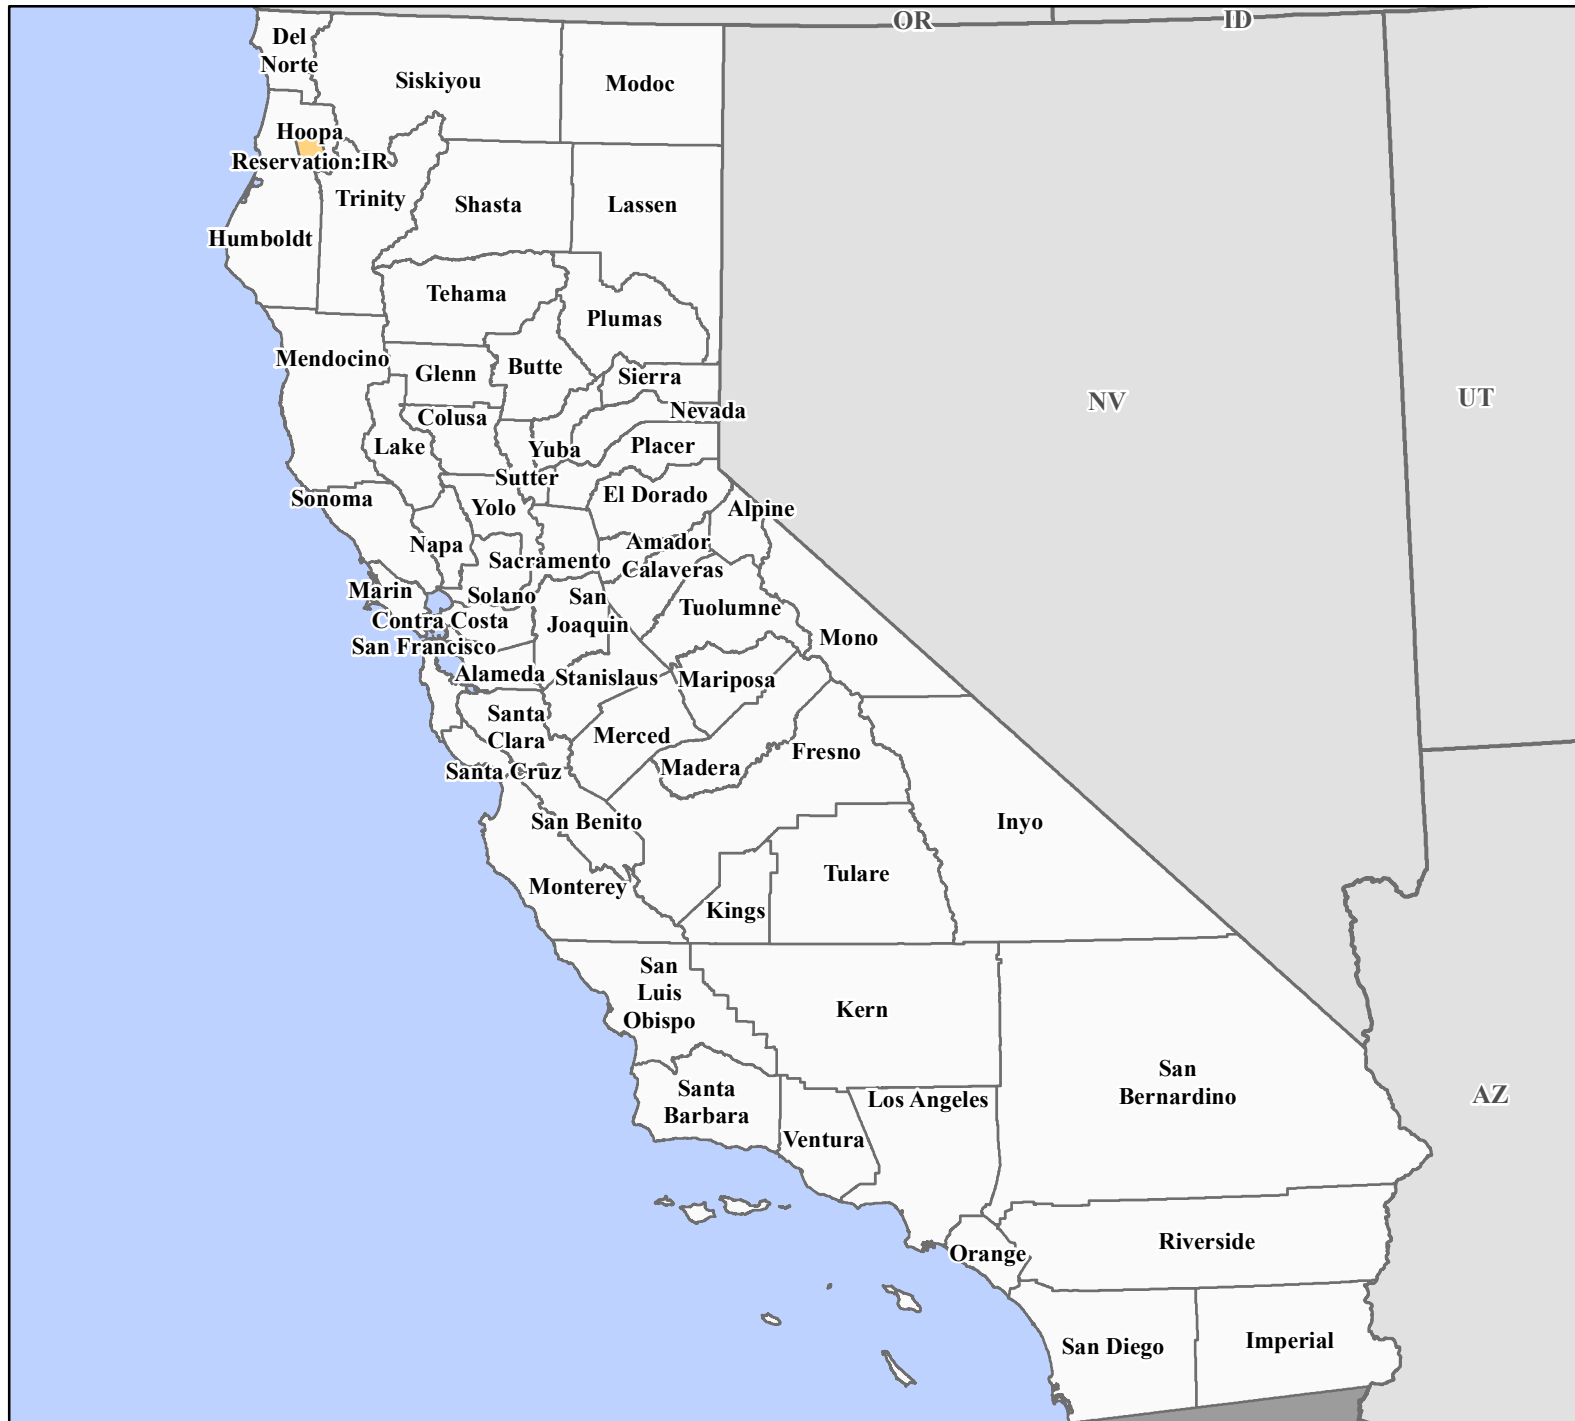 OR
ID
Del
Norte
Siskiyou
Modoc
Hoopa
Reservation:IR
Trinity
Shasta
Lassen
Humboldt
Tehama
Plumas
Mendocino
Glenn
Butte
Sierra
NV
UT
Colusa
Nevada
Lake
Yuba
Placer
Sutter
Sonoma
Yolo
El Dorado
Alpine
Napa
Sacramento
Amador
Calaveras
Marin
Solano
San
Joaquin
Tuolumne
Contra Costa
Mono
San Francisco
Alameda
Stanislaus
Mariposa
Santa
Clara
Merced
Fresno
Santa Cruz
Madera
San Benito
Inyo
Monterey
Kings
Tulare
San
Luis
Obispo
Kern
Santa
Barbara
Los Angeles
San
Bernardino
AZ
Ventura
Orange
Riverside
San Diego
Imperial